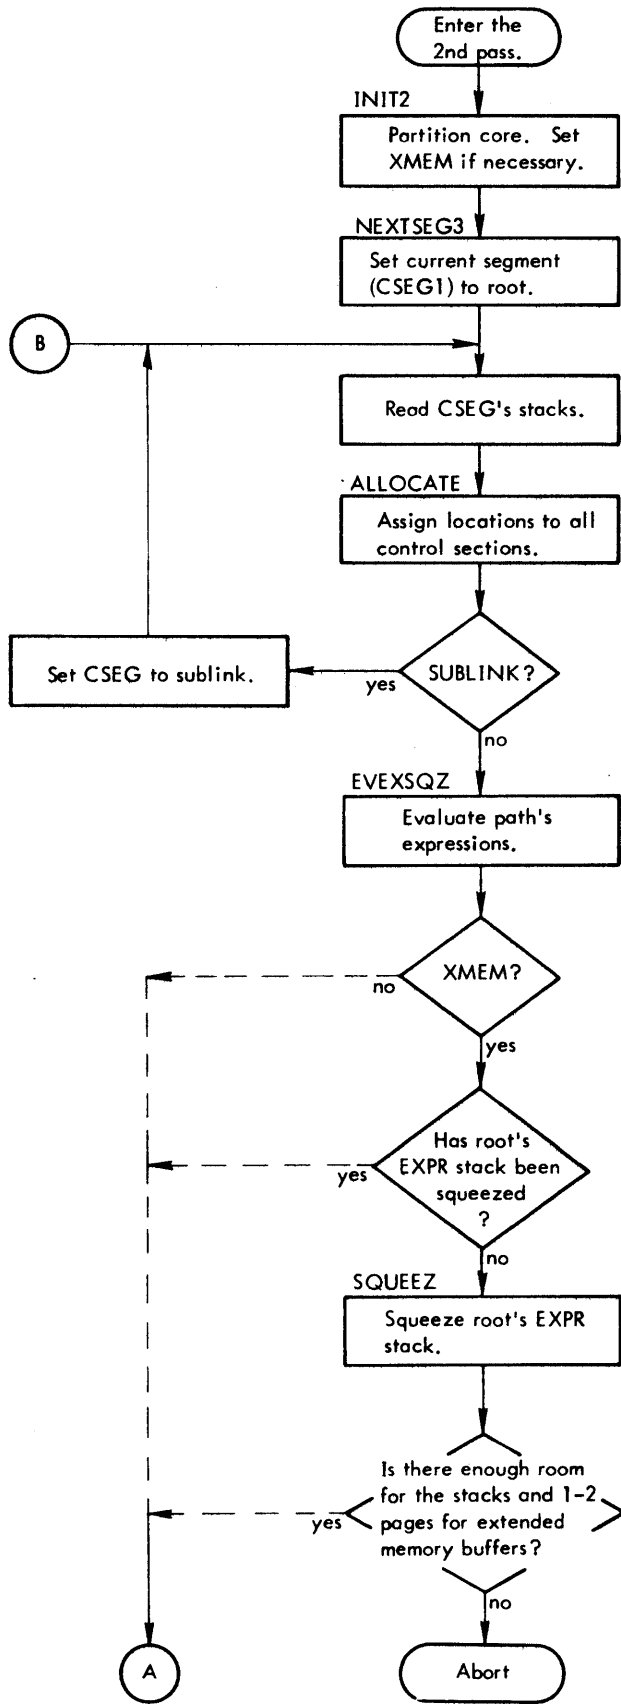 Enter the
2nd pass.
INIT2
Partition core. Set
XMEM if necessary.
NEXTSEG3
Set current segment
(CSEG1) to root.
B
Read CSEG's stacks.
ALLOCATE
Assign locations to all
control sections.
Set CSEG to sublink.
yes
SUBLINK?
no
EVEXSQZ
Evaluate path's
expressions.
XMEM?
no
yes
Has root's
EXPR stack been
squeezed
?
yes
no
SQUEEZ
Squeeze root's EXPR
stack.
Is there enough room
for the stacks and 1-2
pages for extended
memory buffers?
yes
no
A
Abort